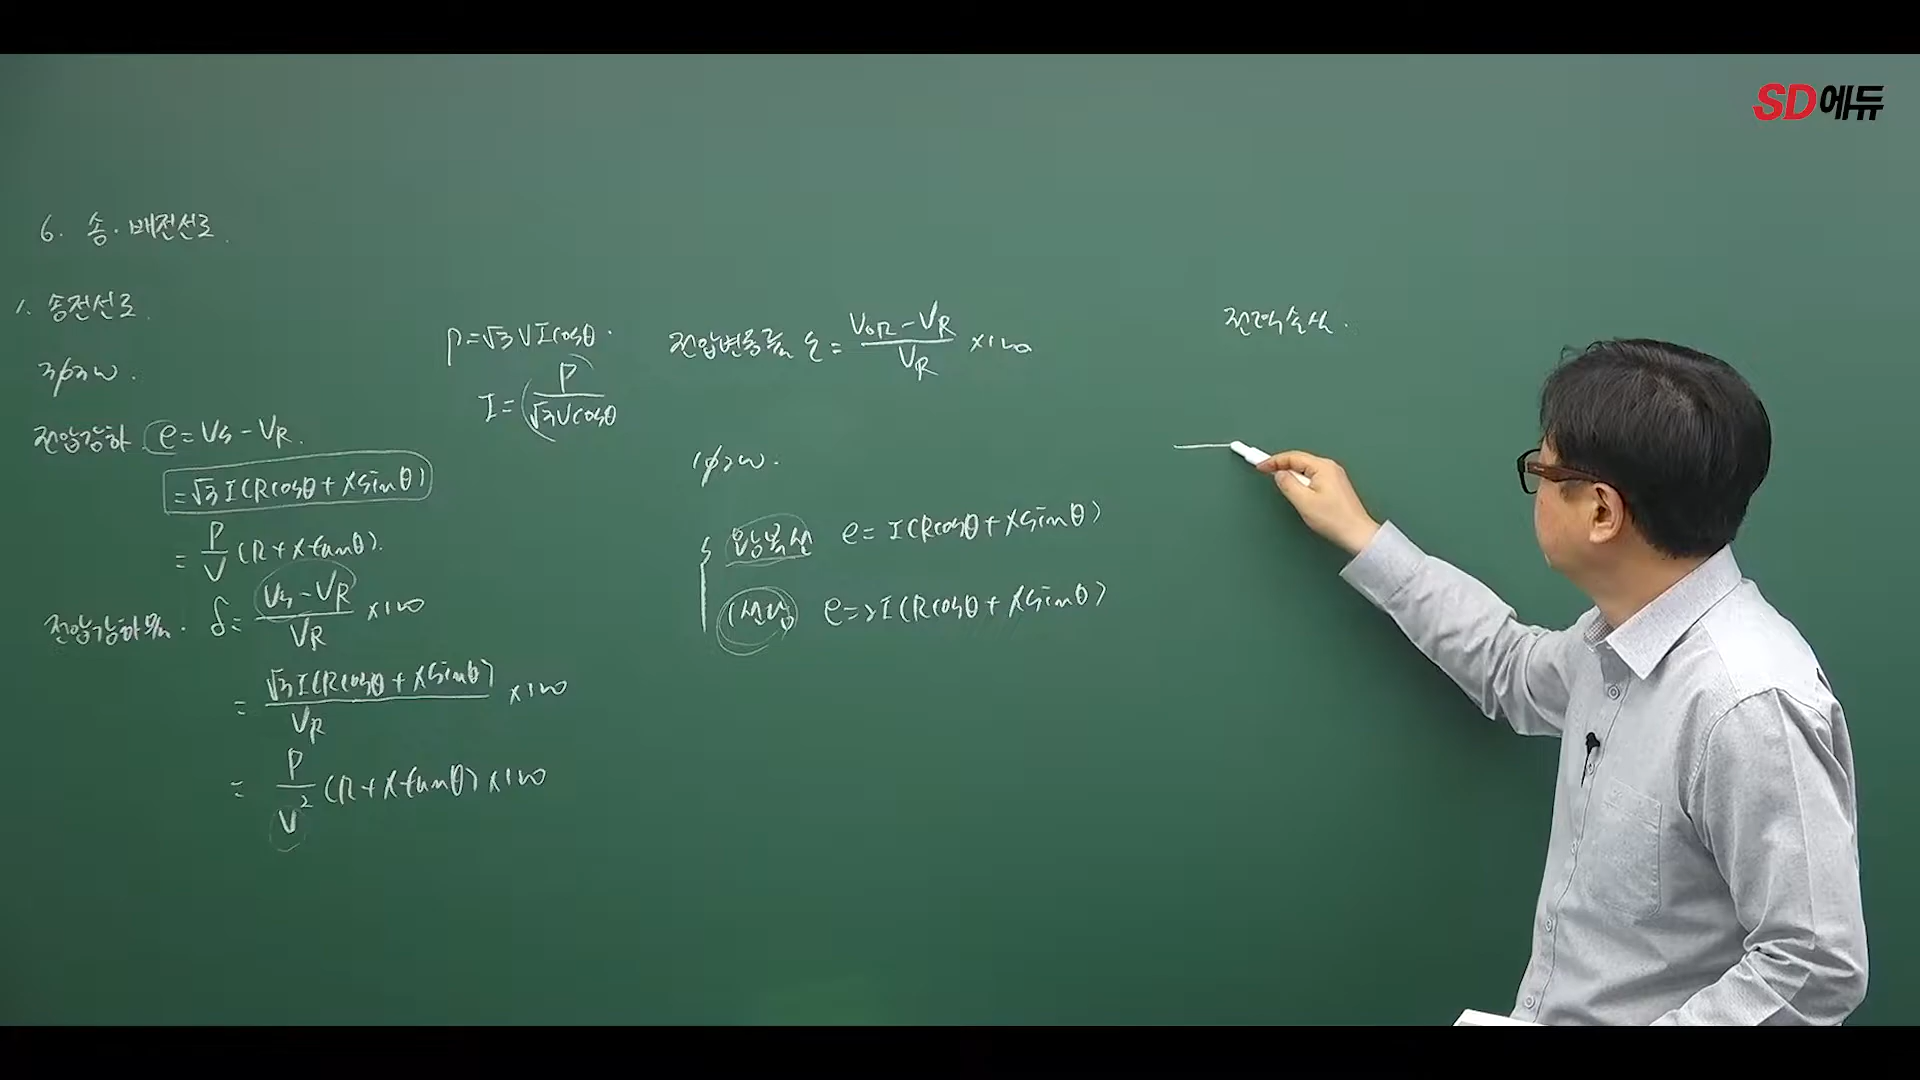 SD에듀
6. 송·배전선로.
1. 송전선로.
3φ3W.
전압강하 e = Vs - VR.
= √3 I (R cosθ + X sinθ)
= P/V (R + X tanθ).
전압강하율. δ = (Vs - VR)/VR × 100
= √3 I (R cosθ + X sinθ)/VR × 100
= P/V² (R + X tanθ) × 100
P = √3 V I cosθ.
I = P/(√3 V cosθ)
전압변동률 ε = (VoR - VR)/VR × 100
1φ2W.
왕복선 e = I (R cosθ + X sinθ)
1선당 e = 2 I (R cosθ + X sinθ)
전력손실.